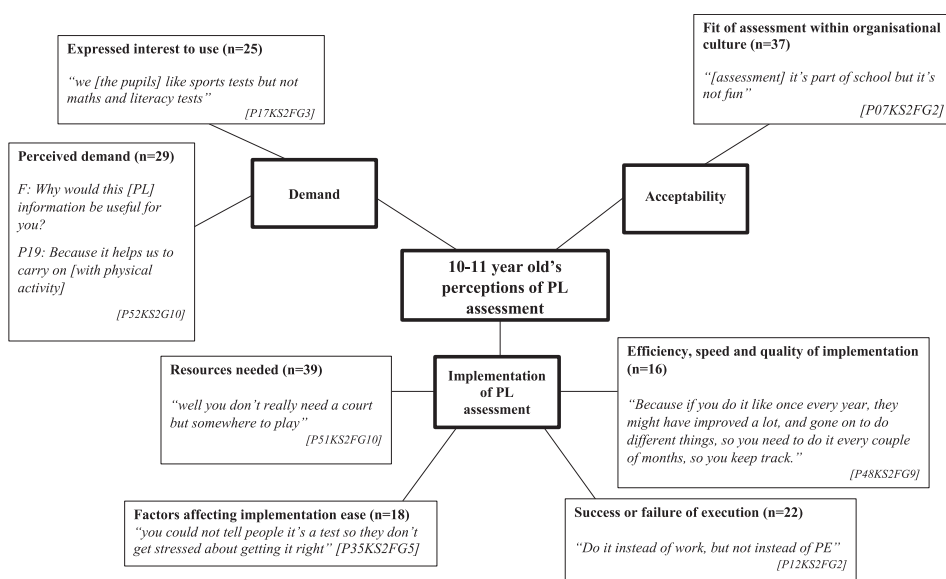 Expressed interest to use (n=25)
“we [the pupils] like sports tests but not
maths and literacy tests”
[P17KS2FG3]
Fit of assessment within organisational
culture (n=37)
“[assessment] it’s part of school but it’s
not fun”
[P07KS2FG2]
Perceived demand (n=29)
F: Why would this [PL]
information be useful for
you?
P19: Because it helps us to
carry on [with physical
activity]
[P52KS2G10]
Demand
Acceptability
10-11 year old’s
perceptions of PL
assessment
Resources needed (n=39)
“well you don’t really need a court
but somewhere to play”
[P51KS2FG10]
Implementation
of PL
assessment
Efficiency, speed and quality of implementation
(n=16)
“Because if you do it like once every year, they
might have improved a lot, and gone on to do
different things, so you need to do it every couple
of months, so you keep track.”
[P48KS2FG9]
Factors affecting implementation ease (n=18)
“you could not tell people it’s a test so they don’t
get stressed about getting it right” [P35KS2FG5]
Success or failure of execution (n=22)
“Do it instead of work, but not instead of PE”
[P12KS2FG2]